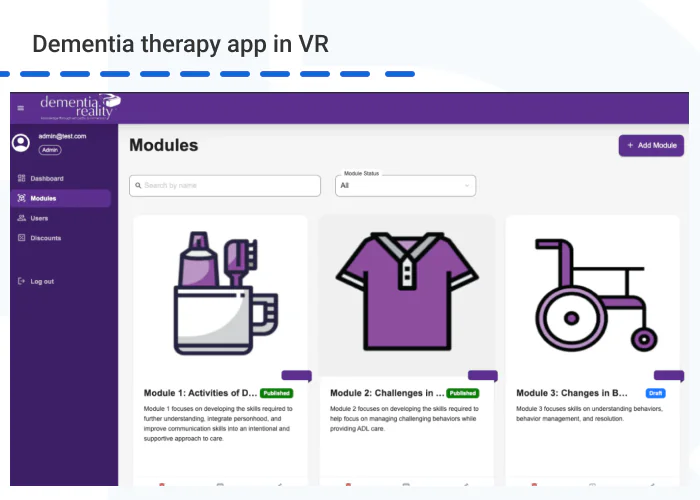 Dementia therapy app in VR
dementia
reality
admin@test.com
Admin
Dashboard
Modules
Users
Discounts
Log out
Modules
+ Add Module
Search by name
Module Status
All
Module 1: Activities of D...
Published
Module 1 focuses on developing the skills required to
further understanding, integrate personhood, and
improve communication skills into an intentional and
supportive approach to care.
Module 2: Challenges in ...
Published
Module 2 focuses on developing the skills required to
help focus on managing challenging behaviors while
providing ADL care.
Module 3: Changes in B...
Draft
Module 3 focuses skills on understanding behaviors,
behavior management, and resolution.